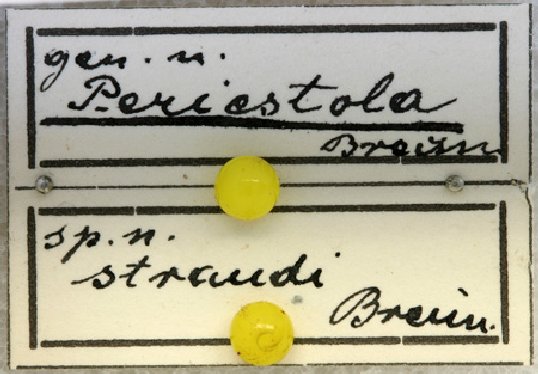 gen. n.
Periestola
Breun.
sp. n.
strandi
Breun.